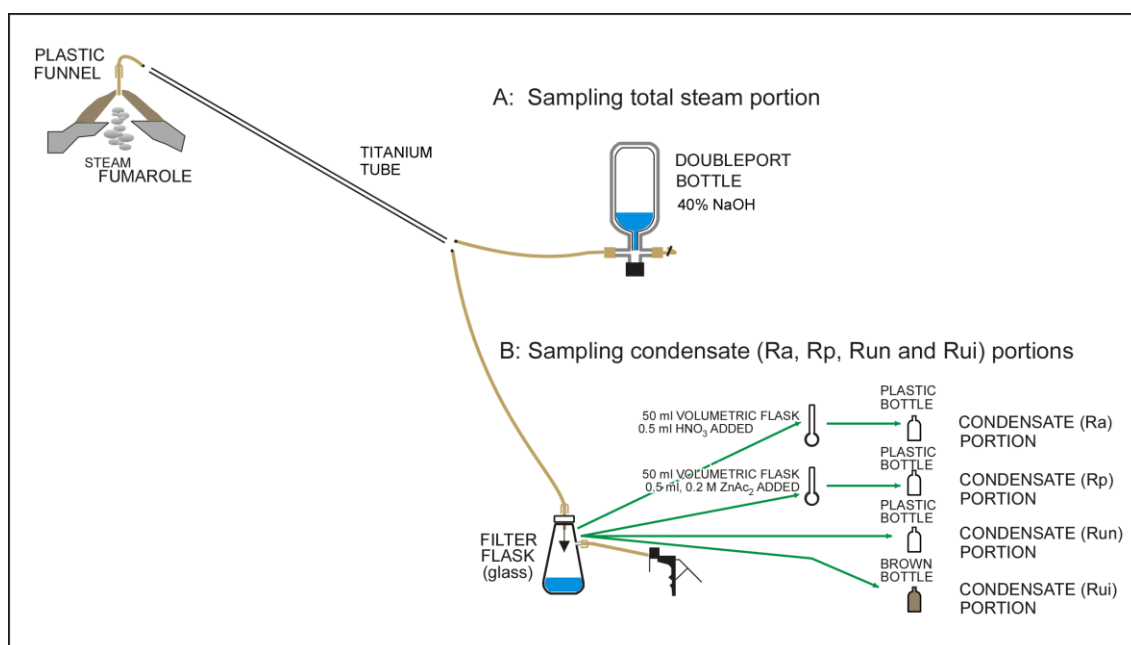 PLASTIC
FUNNEL
STEAM
FUMAROLE
TITANIUM
TUBE
A: Sampling total steam portion
DOUBLEPORT
BOTTLE
40% NaOH
B: Sampling condensate (Ra, Rp, Run and Rui) portions
50 ml VOLUMETRIC FLASK
0.5 ml HNO3 ADDED
PLASTIC
BOTTLE
CONDENSATE (Ra)
PORTION
50 ml VOLUMETRIC FLASK
0.5 ml, 0.2 M ZnAc2 ADDED
PLASTIC
BOTTLE
CONDENSATE (Rp)
PORTION
PLASTIC
BOTTLE
CONDENSATE (Run)
PORTION
FILTER
FLASK
(glass)
BROWN
BOTTLE
CONDENSATE (Rui)
PORTION